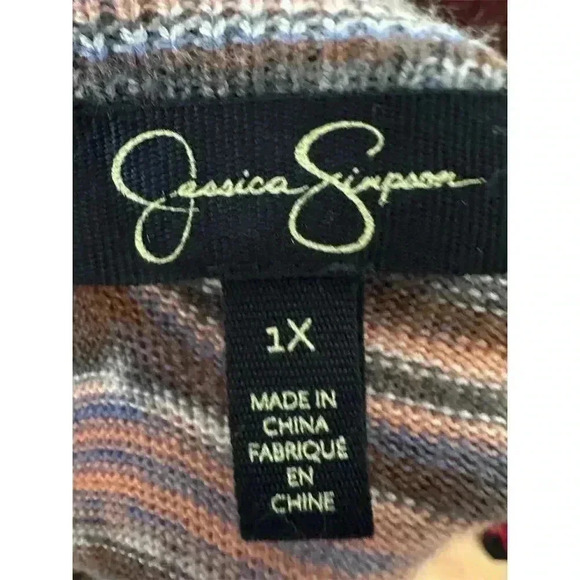 Jessica Simpson
1X
MADE IN
CHINA
FABRIQUÉ
EN
CHINE